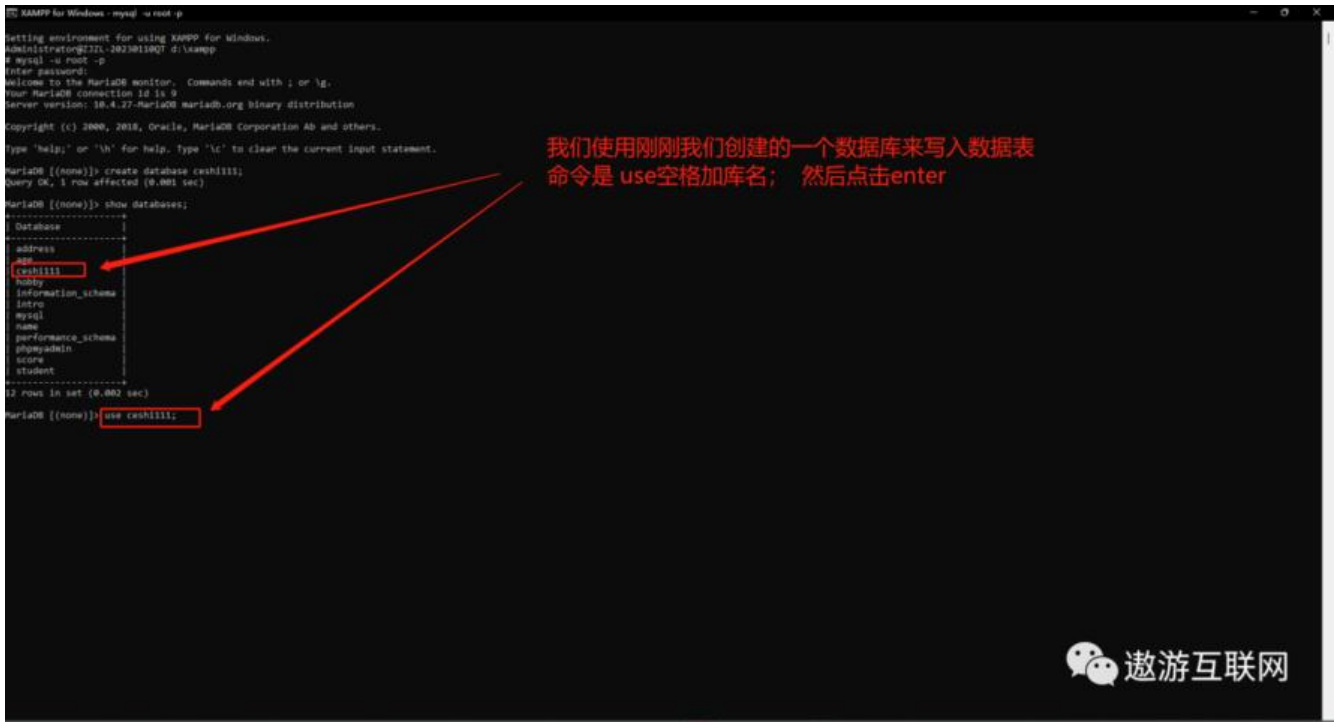 XAMPP for Windows - mysql -u root -p
Setting environment for using XAMPP for Windows.
Administrator@ZJZL-20230110QT d:\xampp
# mysql -u root -p
Enter password:
Welcome to the MariaDB monitor.  Commands end with ; or \g.
Your MariaDB connection id is 9
Server version: 10.4.27-MariaDB mariadb.org binary distribution
Copyright (c) 2000, 2018, Oracle, MariaDB Corporation Ab and others.
Type 'help;' or '\h' for help. Type '\c' to clear the current input statement.
我们使用刚刚我们创建的一个数据库来写入数据表
命令是 use空格加库名； 然后点击enter
MariaDB [(none)]> create database ceshi111;
Query OK, 1 row affected (0.001 sec)
MariaDB [(none)]> show databases;
+--------------------+
| Database           |
+--------------------+
| address            |
| age                |
| ceshi111           |
| hobby              |
| information_schema |
| intro              |
| mysql              |
| name               |
| performance_schema |
| phpmyadmin         |
| score              |
| student            |
+--------------------+
12 rows in set (0.002 sec)
MariaDB [(none)]> use ceshi111;
遨游互联网